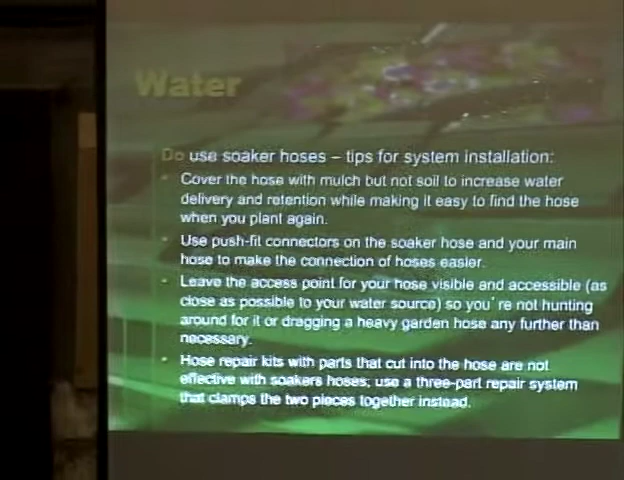 Water
Do use soaker hoses – tips for system installation:
• Cover the hose with mulch but not soil to increase water
delivery and retention while making it easy to find the hose
when you plant again.
• Use push-fit connectors on the soaker hose and your main
hose to make the connection of hoses easier.
• Leave the access point for your hose visible and accessible (as
close as possible to your water source) so you're not hunting
around for it or dragging a heavy garden hose any further than
necessary.
• Hose repair kits with parts that cut into the hose are not
effective with soakers hoses; use a three-part repair system
that clamps the two pieces together instead.